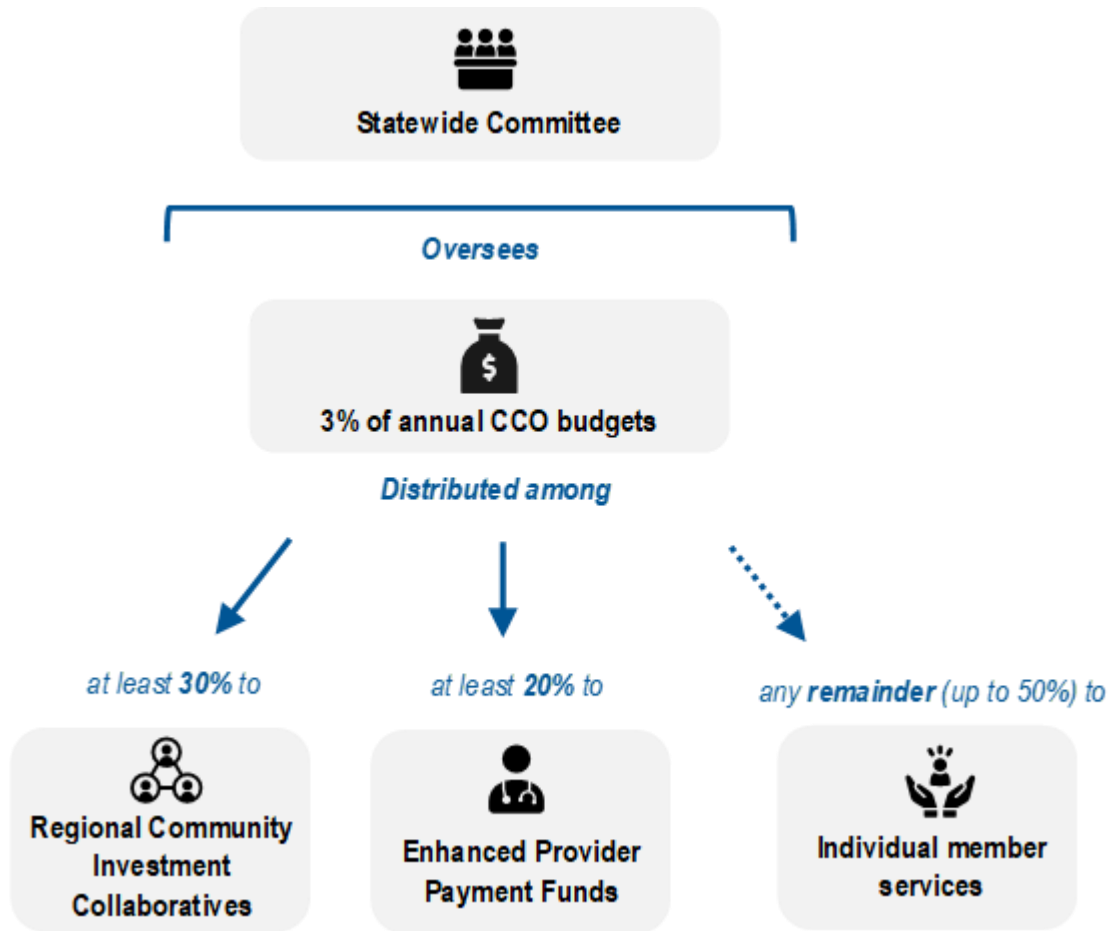 Statewide Committee
Oversees
$
3% of annual CCO budgets
Distributed among
at least 30% to
at least 20% to
any remainder (up to 50%) to
Regional Community
Investment
Collaboratives
Enhanced Provider
Payment Funds
Individual member
services